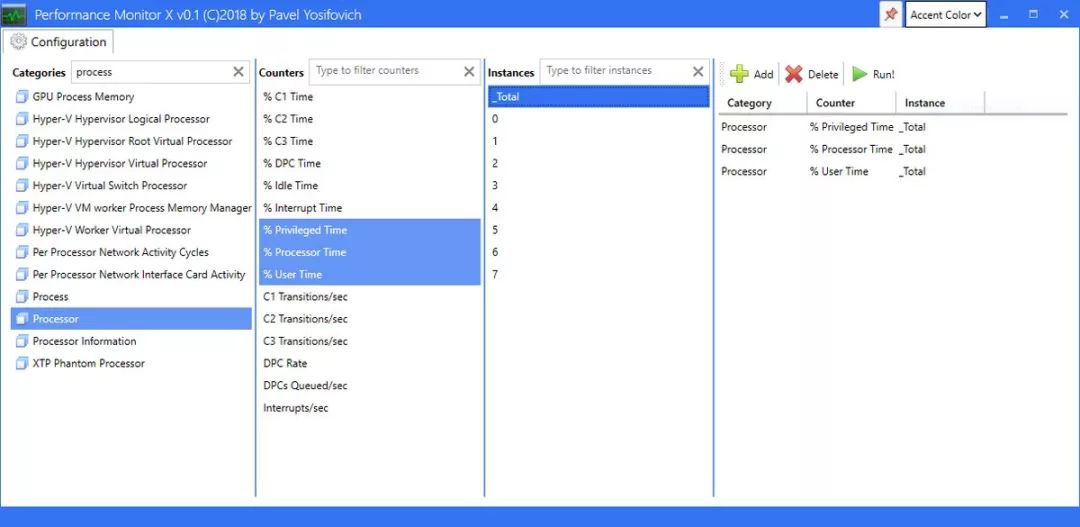 Performance Monitor X v0.1 (C)2018 by Pavel Yosifovich
Accent Color
Configuration
Categories process
GPU Process Memory
Hyper-V Hypervisor Logical Processor
Hyper-V Hypervisor Root Virtual Processor
Hyper-V Hypervisor Virtual Processor
Hyper-V Virtual Switch Processor
Hyper-V VM worker Process Memory Manager
Hyper-V Worker Virtual Processor
Per Processor Network Activity Cycles
Per Processor Network Interface Card Activity
Process
Processor
Processor Information
XTP Phantom Processor
Counters Type to filter counters
% C1 Time
% C2 Time
% C3 Time
% DPC Time
% Idle Time
% Interrupt Time
% Privileged Time
% Processor Time
% User Time
C1 Transitions/sec
C2 Transitions/sec
C3 Transitions/sec
DPC Rate
DPCs Queued/sec
Interrupts/sec
Instances Type to filter instances
_Total
0
1
2
3
4
5
6
7
Add Delete Run!
Category Counter Instance
Processor % Privileged Time _Total
Processor % Processor Time _Total
Processor % User Time _Total